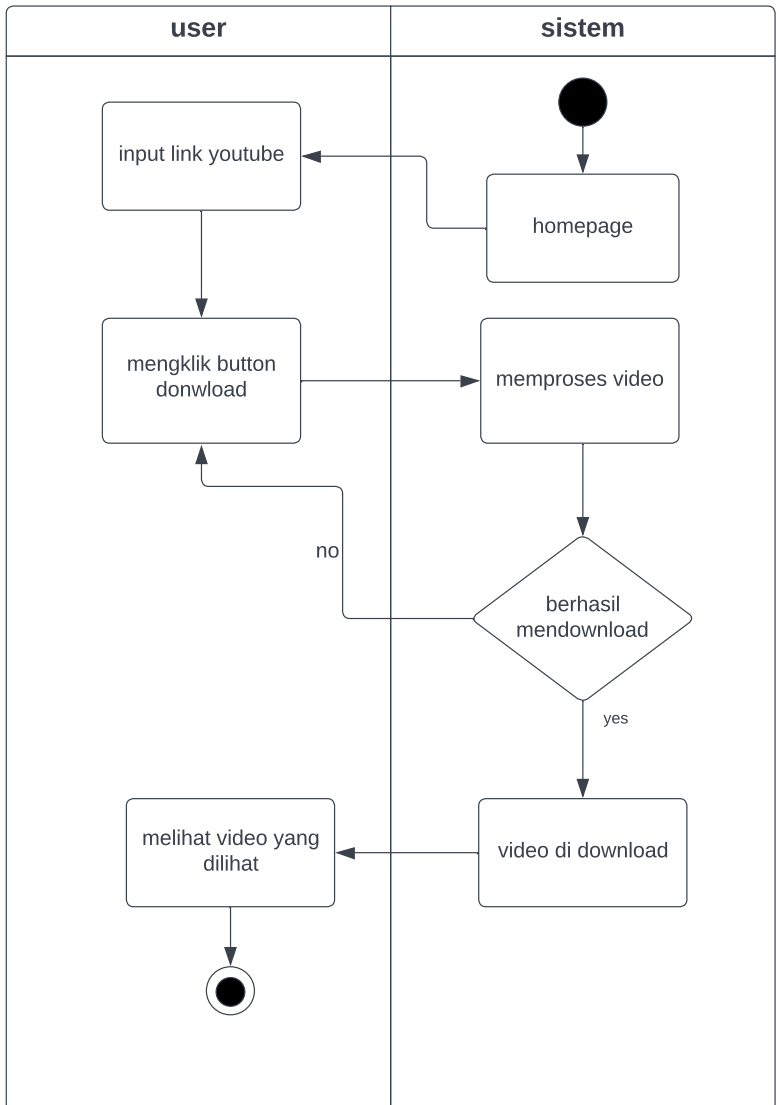 user
sistem
input link youtube
homepage
mengklik button
donwload
memproses video
no
berhasil
mendownload
yes
melihat video yang
dilihat
video di download